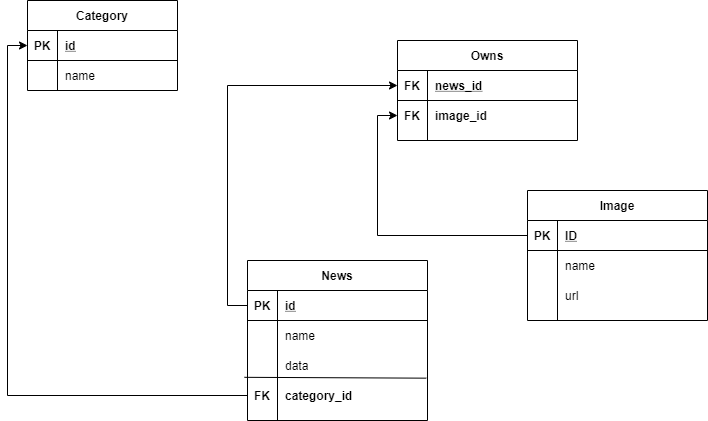 Category
PK id
name
Owns
FK news_id
FK image_id
Image
PK ID
name
url
News
PK id
name
data
FK category_id